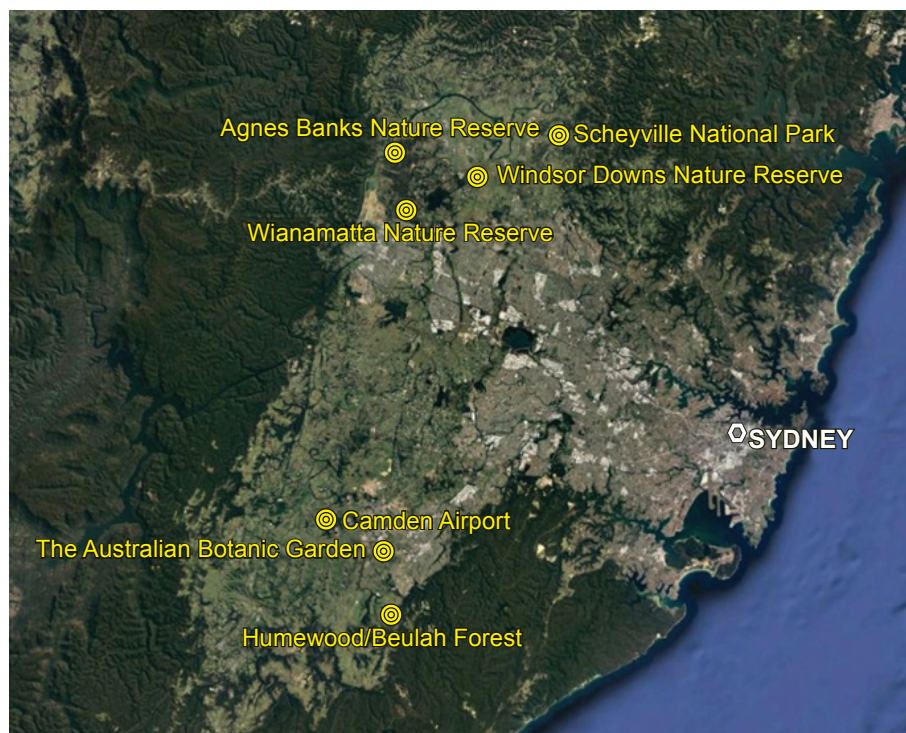 Agnes Banks Nature Reserve
Scheyville National Park
Windsor Downs Nature Reserve
Wianamatta Nature Reserve
SYDNEY
Camden Airport
The Australian Botanic Garden
Humewood/Beulah Forest